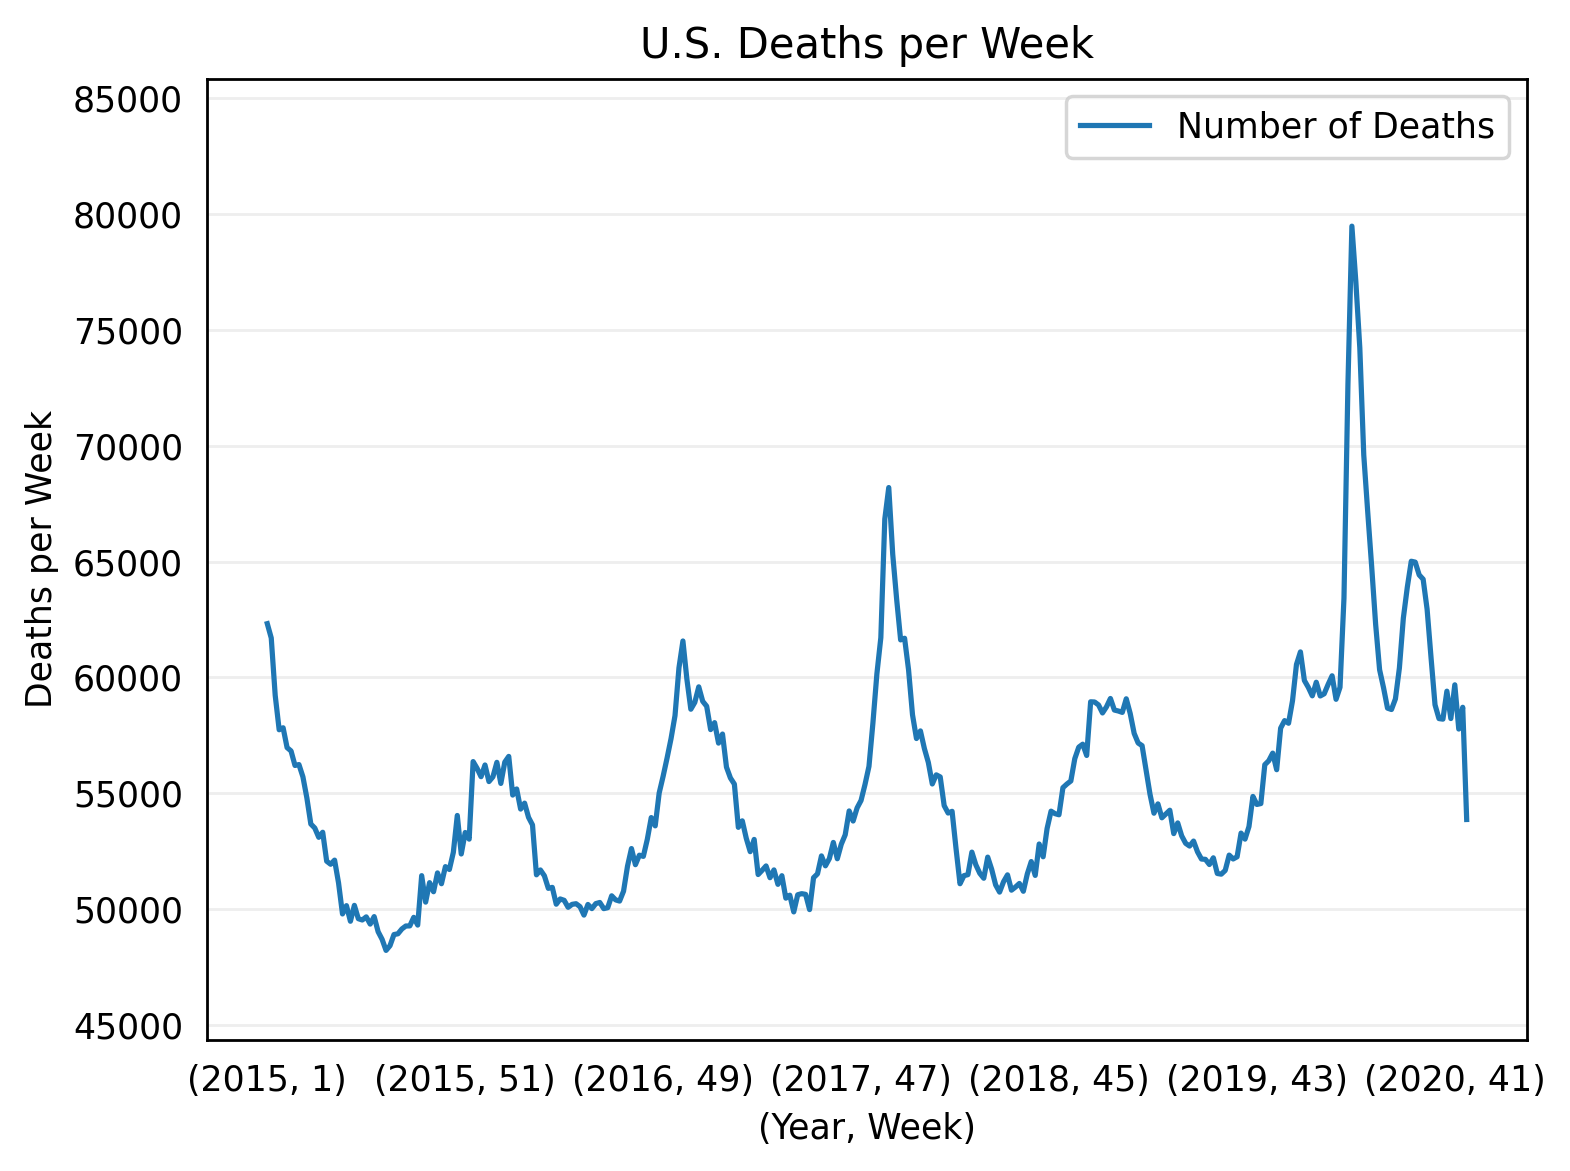 U.S. Deaths per Week
Number of Deaths
Deaths per Week
85000
80000
75000
70000
65000
60000
55000
50000
45000
(2015, 1) (2015, 51) (2016, 49) (2017, 47) (2018, 45) (2019, 43) (2020, 41)
(Year, Week)